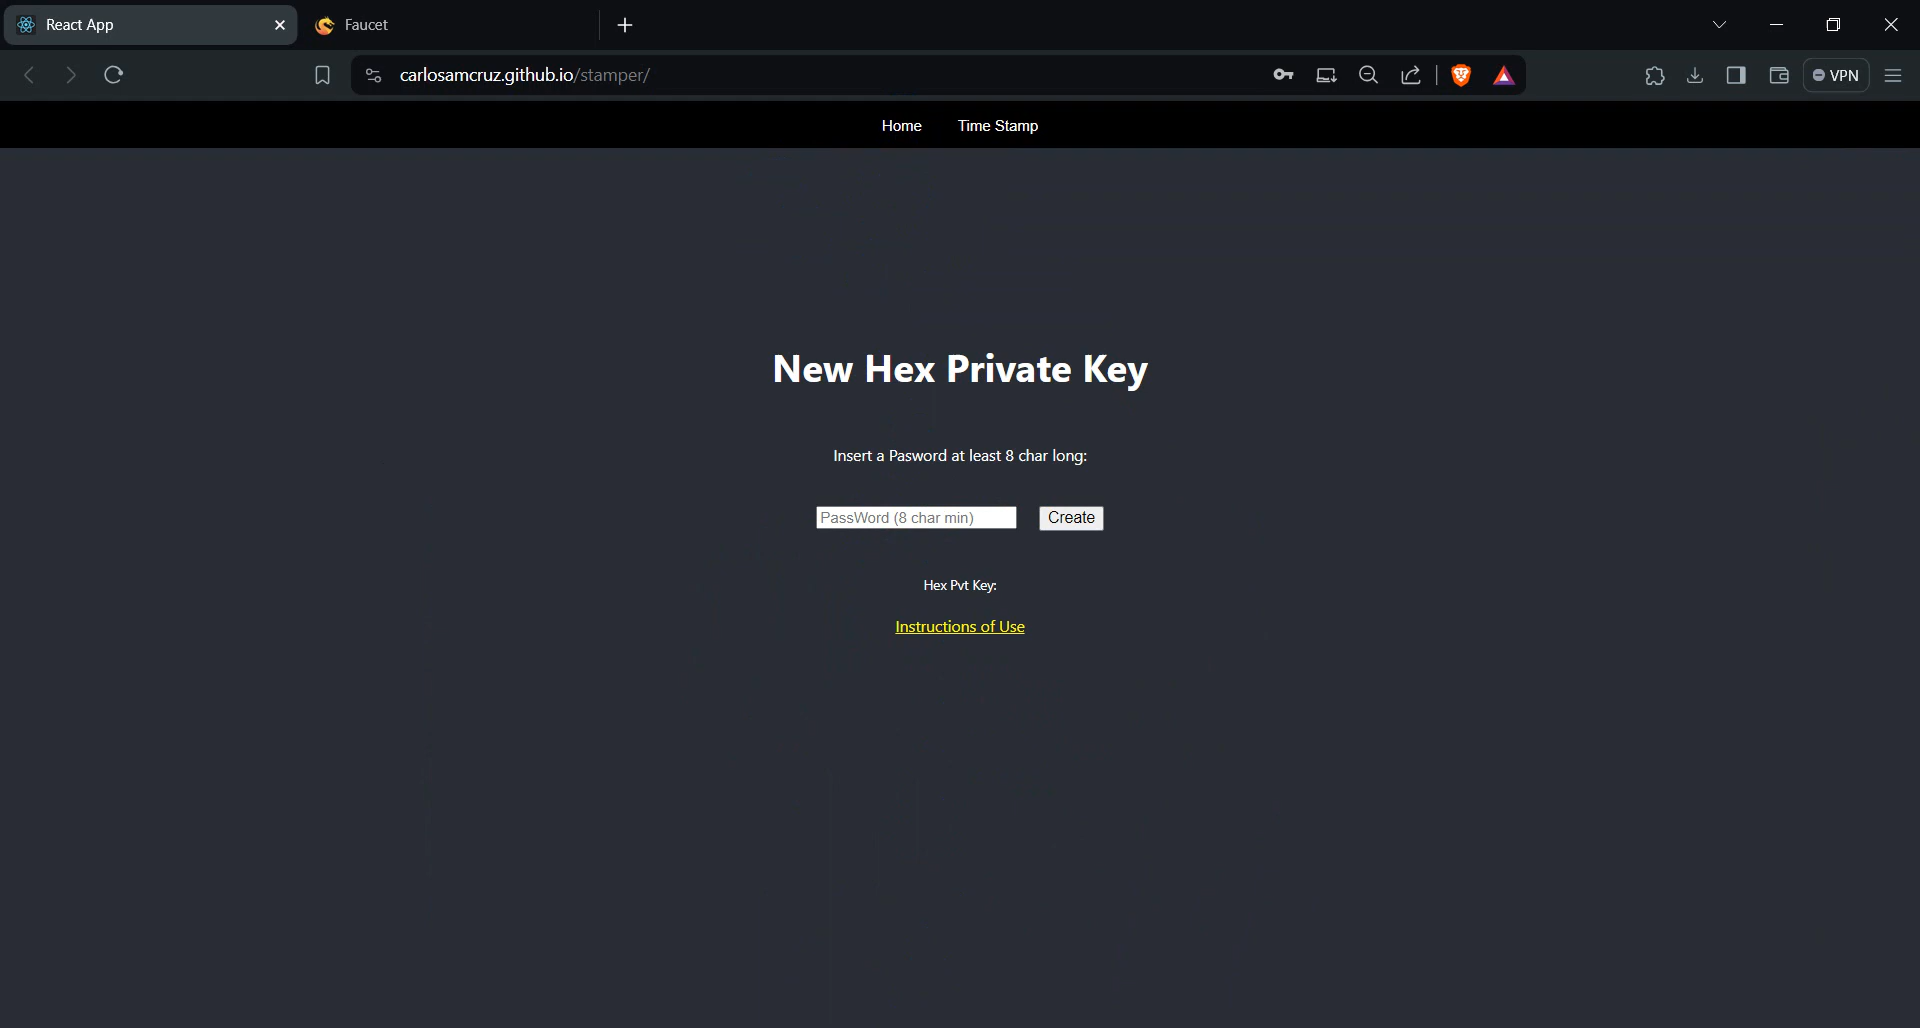 React App
Faucet
carlosamcruz.github.io/stamper/
VPN
Home
Time Stamp
New Hex Private Key
Insert a Pasword at least 8 char long:
PassWord (8 char min)
Create
Hex Pvt Key:
Instructions of Use